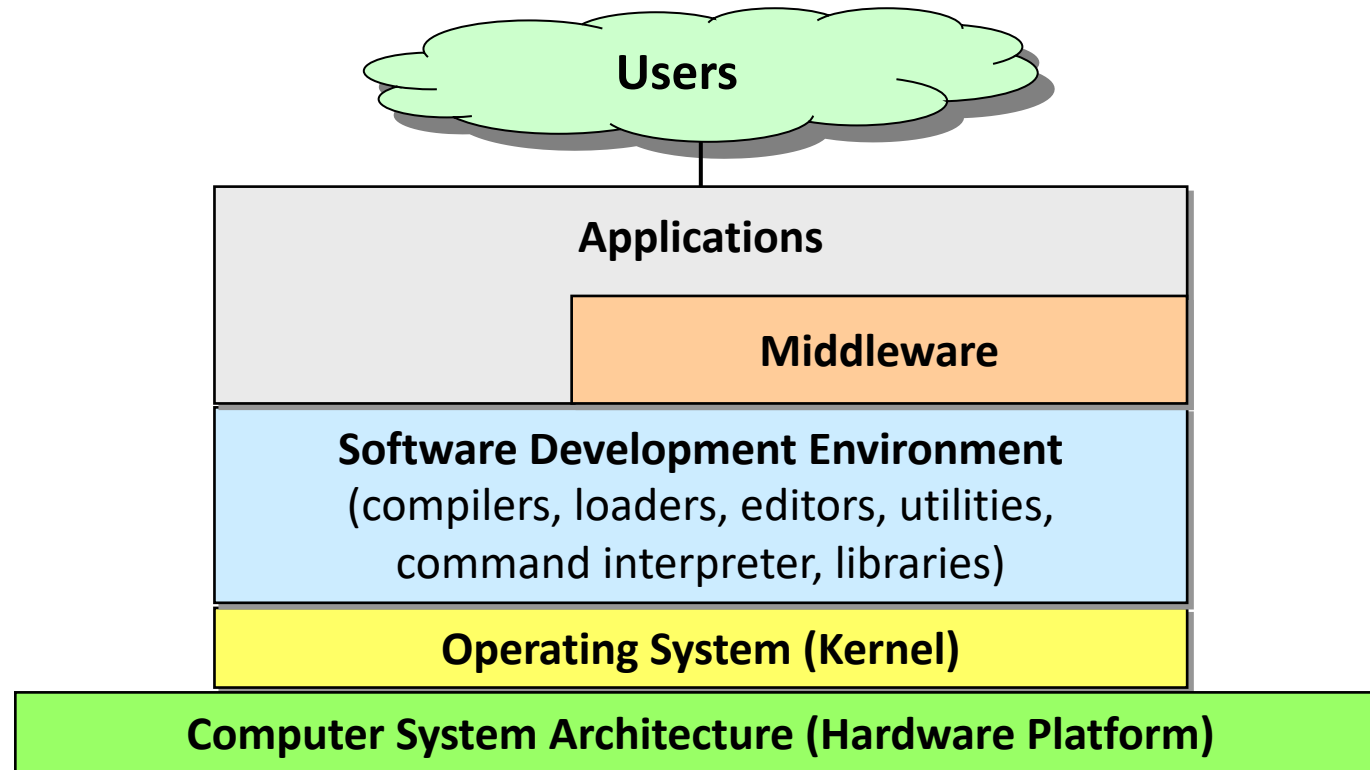 Users
Applications
Middleware
Software Development Environment
(compilers, loaders, editors, utilities,
command interpreter, libraries)
Operating System (Kernel)
Computer System Architecture (Hardware Platform)